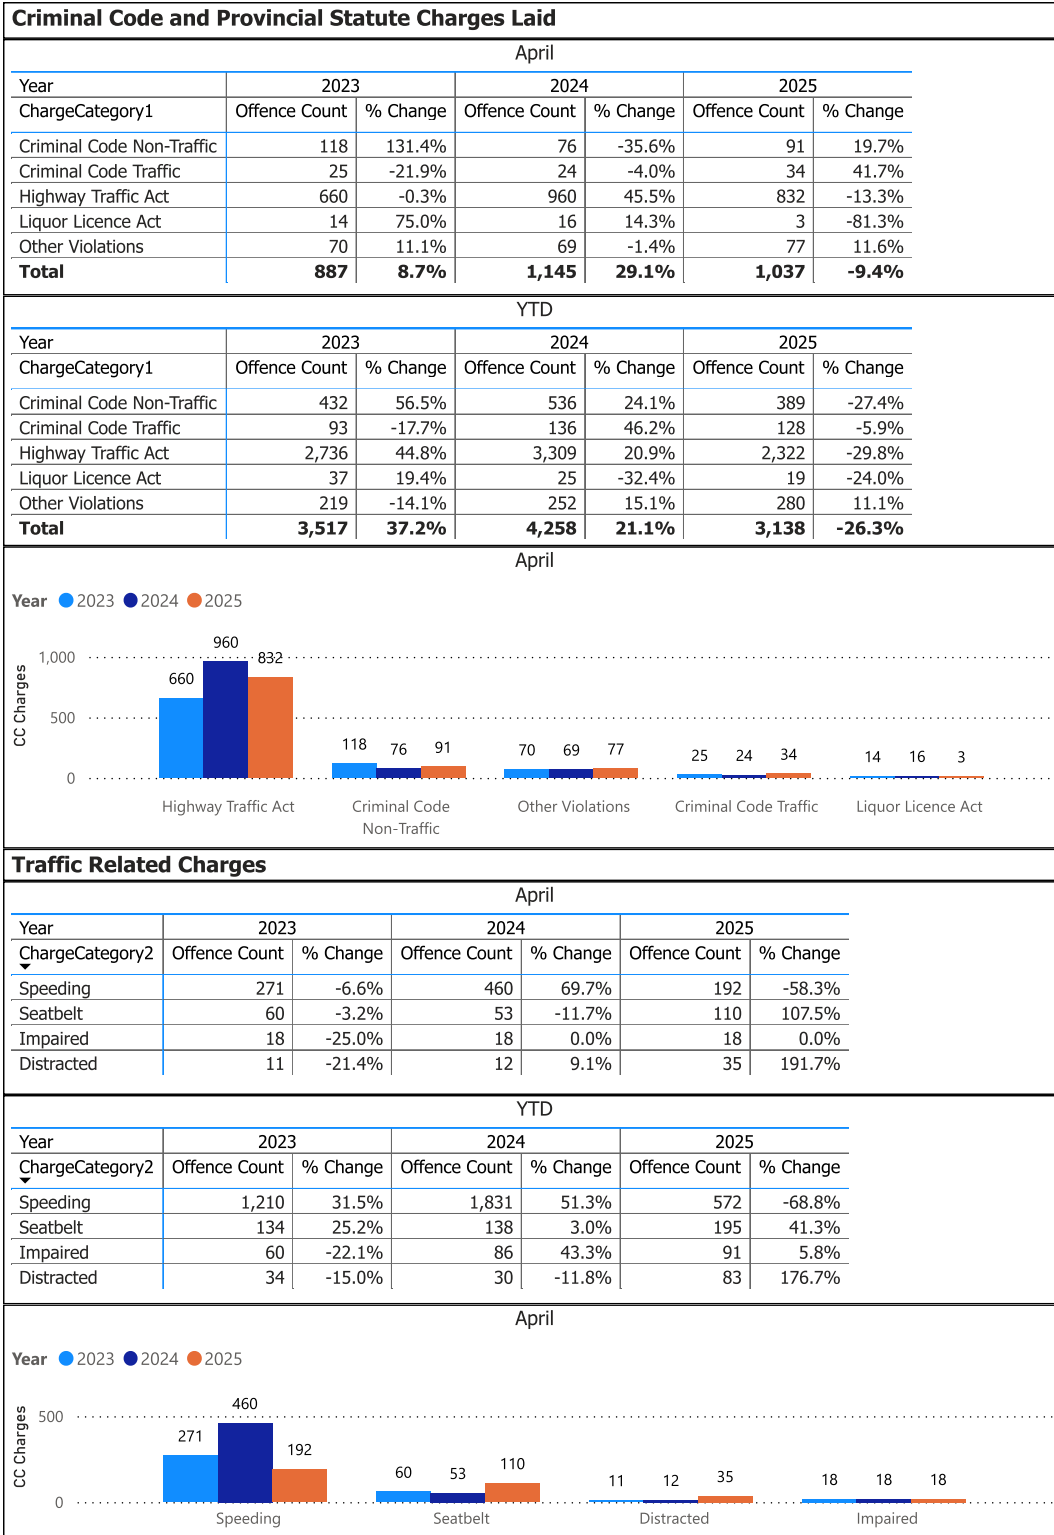 Criminal Code and Provincial Statute Charges Laid
April
Year 2023 2024 2025
ChargeCategory1 Offence Count % Change Offence Count % Change Offence Count % Change
Criminal Code Non-Traffic 118 131.4% 76 -35.6% 91 19.7%
Criminal Code Traffic 25 -21.9% 24 -4.0% 34 41.7%
Highway Traffic Act 660 -0.3% 960 45.5% 832 -13.3%
Liquor Licence Act 14 75.0% 16 14.3% 3 -81.3%
Other Violations 70 11.1% 69 -1.4% 77 11.6%
Total 887 8.7% 1,145 29.1% 1,037 -9.4%
YTD
Year 2023 2024 2025
ChargeCategory1 Offence Count % Change Offence Count % Change Offence Count % Change
Criminal Code Non-Traffic 432 56.5% 536 24.1% 389 -27.4%
Criminal Code Traffic 93 -17.7% 136 46.2% 128 -5.9%
Highway Traffic Act 2,736 44.8% 3,309 20.9% 2,322 -29.8%
Liquor Licence Act 37 19.4% 25 -32.4% 19 -24.0%
Other Violations 219 -14.1% 252 15.1% 280 11.1%
Total 3,517 37.2% 4,258 21.1% 3,138 -26.3%
April
Year 2023 2024 2025
CC Charges
1,000
500
0
660 960 832
118 76 91
70 69 77
25 24 34
14 16 3
Highway Traffic Act
Criminal Code
Non-Traffic
Other Violations
Criminal Code Traffic
Liquor Licence Act
Traffic Related Charges
April
Year 2023 2024 2025
ChargeCategory2 Offence Count % Change Offence Count % Change Offence Count % Change
Speeding 271 -6.6% 460 69.7% 192 -58.3%
Seatbelt 60 -3.2% 53 -11.7% 110 107.5%
Impaired 18 -25.0% 18 0.0% 18 0.0%
Distracted 11 -21.4% 12 9.1% 35 191.7%
YTD
Year 2023 2024 2025
ChargeCategory2 Offence Count % Change Offence Count % Change Offence Count % Change
Speeding 1,210 31.5% 1,831 51.3% 572 -68.8%
Seatbelt 134 25.2% 138 3.0% 195 41.3%
Impaired 60 -22.1% 86 43.3% 91 5.8%
Distracted 34 -15.0% 30 -11.8% 83 176.7%
April
Year 2023 2024 2025
CC Charges
500
0
271 460 192
60 53 110
11 12 35
18 18 18
Speeding
Seatbelt
Distracted
Impaired